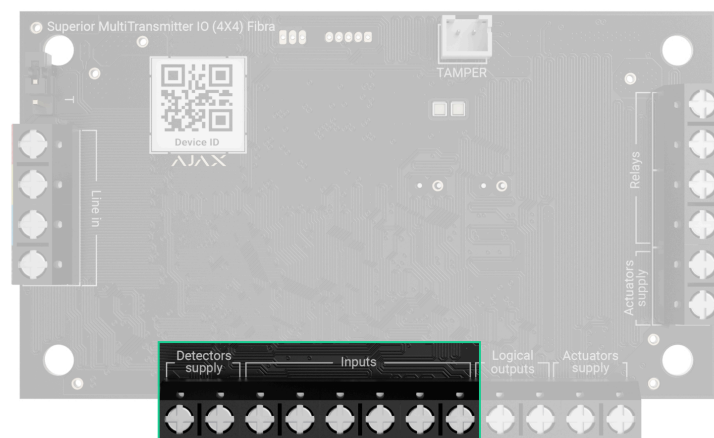 Superior MultiTransmitter IO (4X4) Fibra
TAMPER
T
Device ID
AJAX
Line in
Relays
Actuators
supply
Detectors
supply
Inputs
Logical
outputs
Actuators
supply